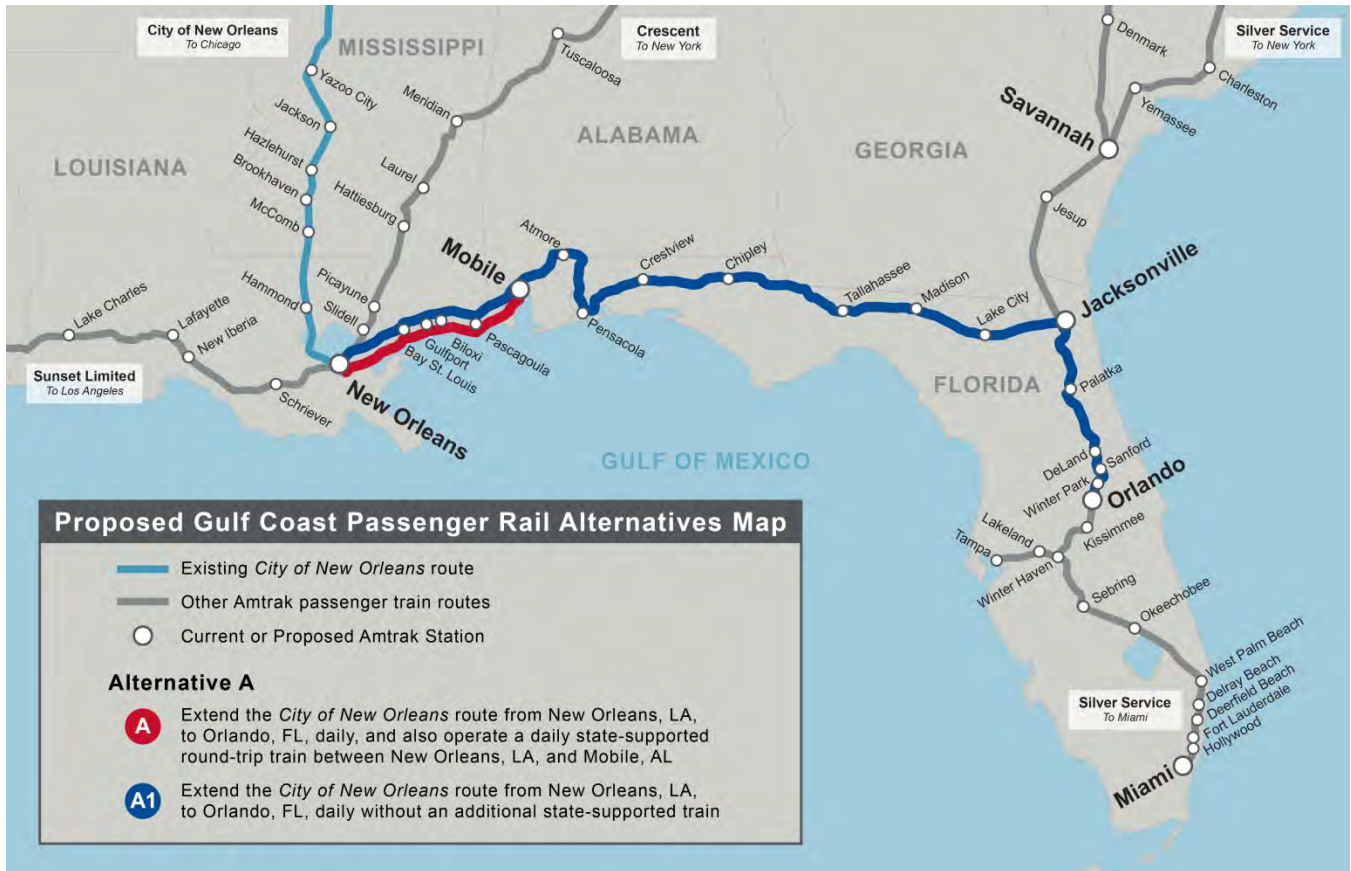 City of New Orleans
To Chicago
MISSISSIPPI
Crescent
To New York
Silver Service
To New York
Denmark
Tuscaloosa
Yazoo City
Charleston
Savannah
Yemassee
Meridian
Jackson
ALABAMA
GEORGIA
LOUISIANA
Hazlehurst
Laurel
Brookhaven
Hattiesburg
McComb
Jesup
Mobile
Atmore
Crestview
Chipley
Jacksonville
Picayune
Hammond
Slidell
Tallahassee
Madison
Lake City
Lake Charles
Lafayette
New Iberia
Pensacola
Pascagoula
Biloxi
Gulfport
Bay St. Louis
Sunset Limited
To Los Angeles
Schriever
New Orleans
FLORIDA
Palatka
GULF OF MEXICO
DeLand
Sanford
Winter Park
Orlando
Kissimmee
Lakeland
Tampa
Winter Haven
Sebring
Okeechobee
West Palm Beach
Delray Beach
Deerfield Beach
Fort Lauderdale
Hollywood
Silver Service
To Miami
Miami
Proposed Gulf Coast Passenger Rail Alternatives Map
Existing City of New Orleans route
Other Amtrak passenger train routes
Current or Proposed Amtrak Station
Alternative A
A
Extend the City of New Orleans route from New Orleans, LA,
to Orlando, FL, daily, and also operate a daily state-supported
round-trip train between New Orleans, LA, and Mobile, AL
A1
Extend the City of New Orleans route from New Orleans, LA,
to Orlando, FL, daily without an additional state-supported train